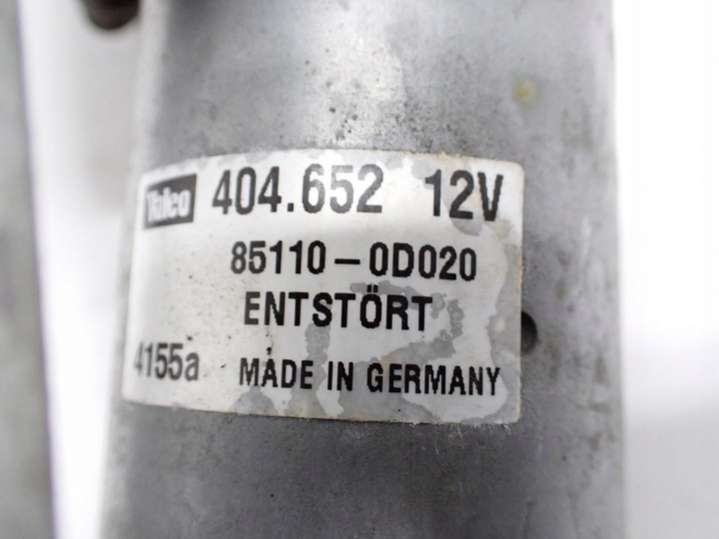 Valeo 404.652 12V
85110-0D020
ENTSTÖRT
4155a MADE IN GERMANY